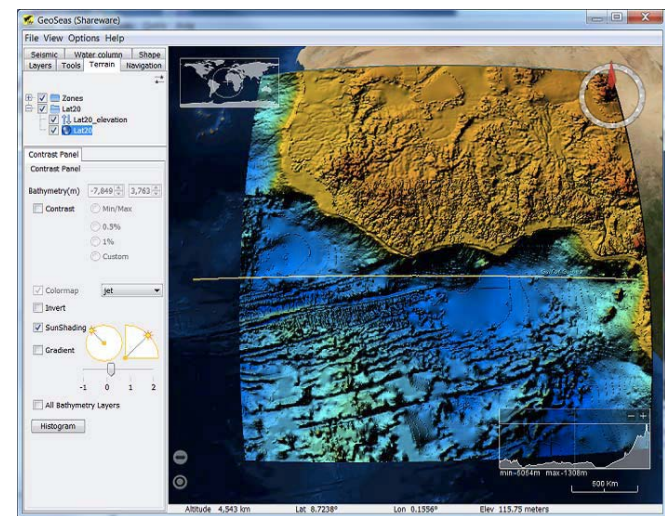 GeoSeas (Shareware)
File View Options Help
Seismic Water column Shape
Layers Tools Terrain Navigation
Zones
Lat20
Lat20_elevation
Lat20
Contrast Panel
Contrast Panel
Bathymetry(m) -7,849 3,763
Contrast Min/Max
0.5%
1%
Custom
Colormap jet
Invert
SunShading
Gradient
-1 0 1 2
All Bathymetry Layers
Histogram
min-5064m max-1308m
500 Km
Altitude 4,543 km Lat 8.7238° Lon 0.1556° Elev 115.75 meters